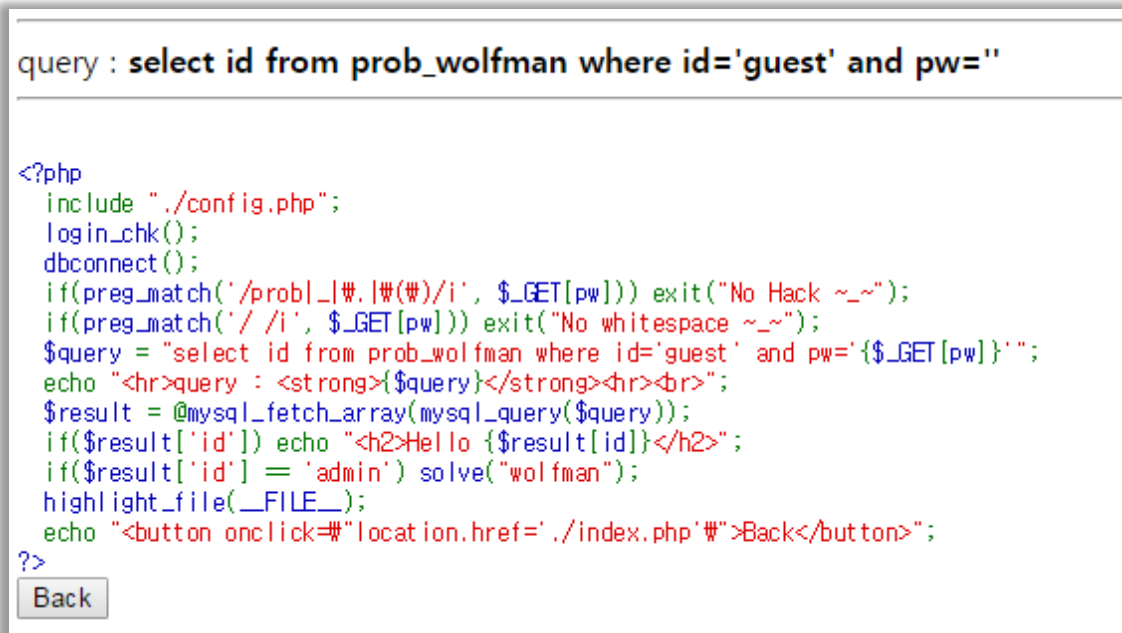 query : select id from prob_wolfman where id='guest' and pw=''
<?php
include "./config.php";
login_chk();
dbconnect();
if(preg_match('/prob|_|₩.|₩(₩)/i', $_GET[pw])) exit("No Hack ~_~");
if(preg_match('/ /i', $_GET[pw])) exit("No whitespace ~_~");
$query = "select id from prob_wolfman where id='guest' and pw='{$_GET[pw]}'";
echo "<hr>query : <strong>{$query}</strong><hr><br>";
$result = @mysql_fetch_array(mysql_query($query));
if($result['id']) echo "<h2>Hello {$result[id]}</h2>";
if($result['id'] == 'admin') solve("wolfman");
highlight_file(__FILE__);
echo "<button onclick=₩"location.href='./index.php'₩">Back</button>";
?>
Back